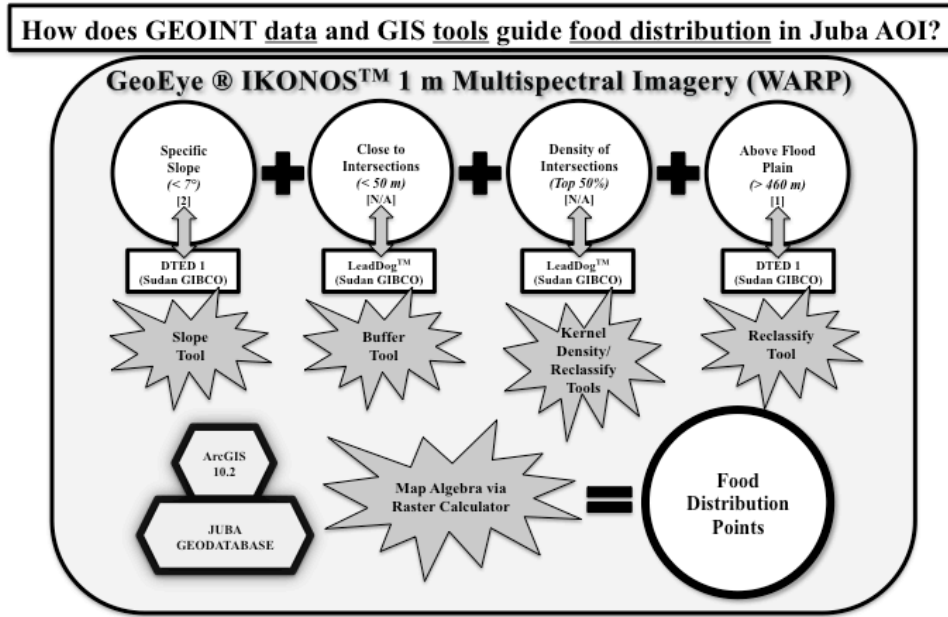 How does GEOINT data and GIS tools guide food distribution in Juba AOI?
GeoEye ® IKONOS™ 1 m Multispectral Imagery (WARP)
Specific
Slope
(< 7°)
[2]
Close to
Intersections
(< 50 m)
[N/A]
Density of
Intersections
(Top 50%)
[N/A]
Above Flood
Plain
(> 460 m)
[1]
DTED 1
(Sudan GIBCO)
LeadDog™
(Sudan GIBCO)
LeadDog™
(Sudan GIBCO)
DTED 1
(Sudan GIBCO)
Slope
Tool
Buffer
Tool
Kernel
Density/
Reclassify
Tools
Reclassify
Tool
ArcGIS
10.2
JUBA
GEODATABASE
Map Algebra via
Raster Calculator
Food
Distribution
Points